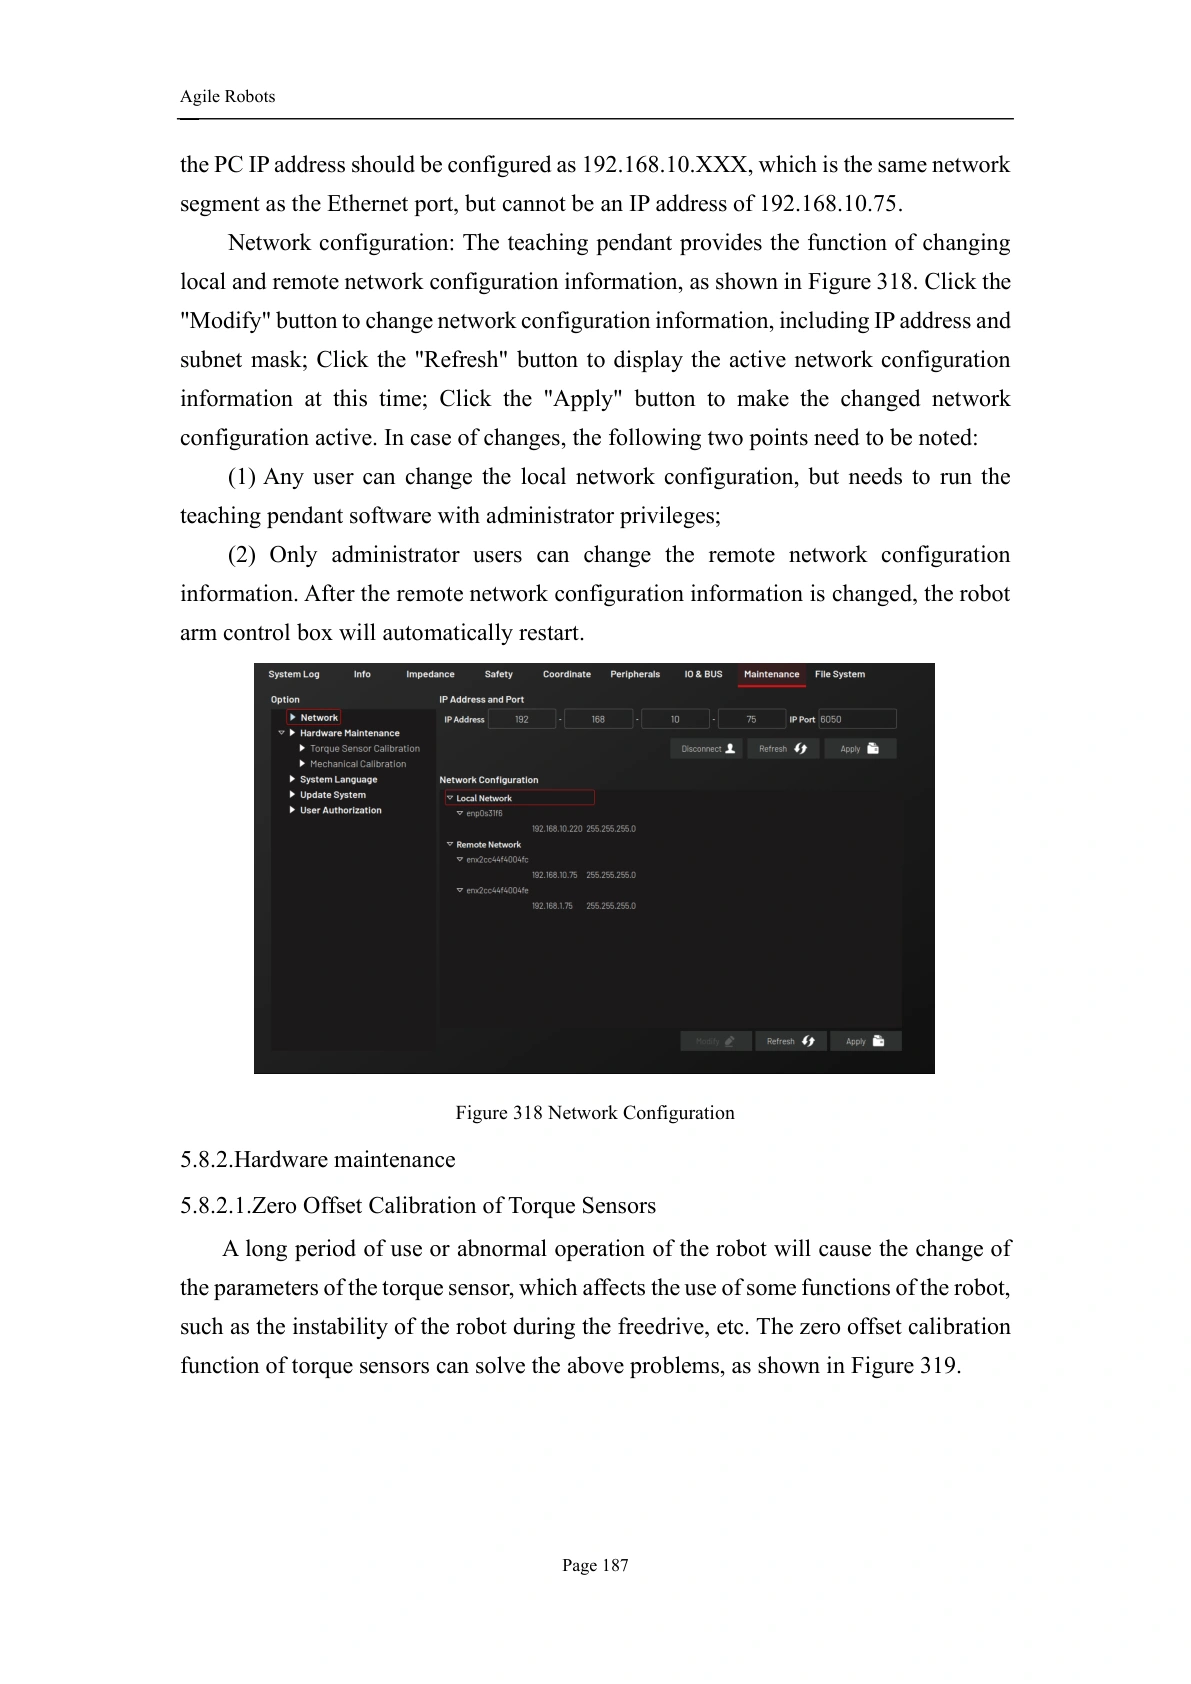 Agile Robots
the PC IP address should be configured as 192.168.10.XXX, which is the same network
segment as the Ethernet port, but cannot be an IP address of 192.168.10.75.
Network configuration: The teaching pendant provides the function of changing
local and remote network configuration information, as shown in Figure 318. Click the
"Modify" button to change network configuration information, including IP address and
subnet mask; Click the "Refresh" button to display the active network configuration
information at this time; Click the "Apply" button to make the changed network
configuration active. In case of changes, the following two points need to be noted:
(1) Any user can change the local network configuration, but needs to run the
teaching pendant software with administrator privileges;
(2) Only administrator users can change the remote network configuration
information. After the remote network configuration information is changed, the robot
arm control box will automatically restart.
System Log Info Impedance Safety Coordinate Peripherals IO & BUS Maintenance File System
Option
Network
Hardware Maintenance
Torque Sensor Calibration
Mechanical Calibration
System Language
Update System
User Authorization
IP Address and Port
IP Address 192 - 168 - 10 - 75 IP Port 6050
Disconnect Refresh Apply
Network Configuration
Local Network
enp0s31f6
192.168.10.220 255.255.255.0
Remote Network
enx2cc44f4004fc
192.168.10.75 255.255.255.0
enx2cc44f4004fe
192.168.1.75 255.255.255.0
Modify Refresh Apply
Figure 318 Network Configuration
5.8.2.Hardware maintenance
5.8.2.1.Zero Offset Calibration of Torque Sensors
A long period of use or abnormal operation of the robot will cause the change of
the parameters of the torque sensor, which affects the use of some functions of the robot,
such as the instability of the robot during the freedrive, etc. The zero offset calibration
function of torque sensors can solve the above problems, as shown in Figure 319.
Page 187